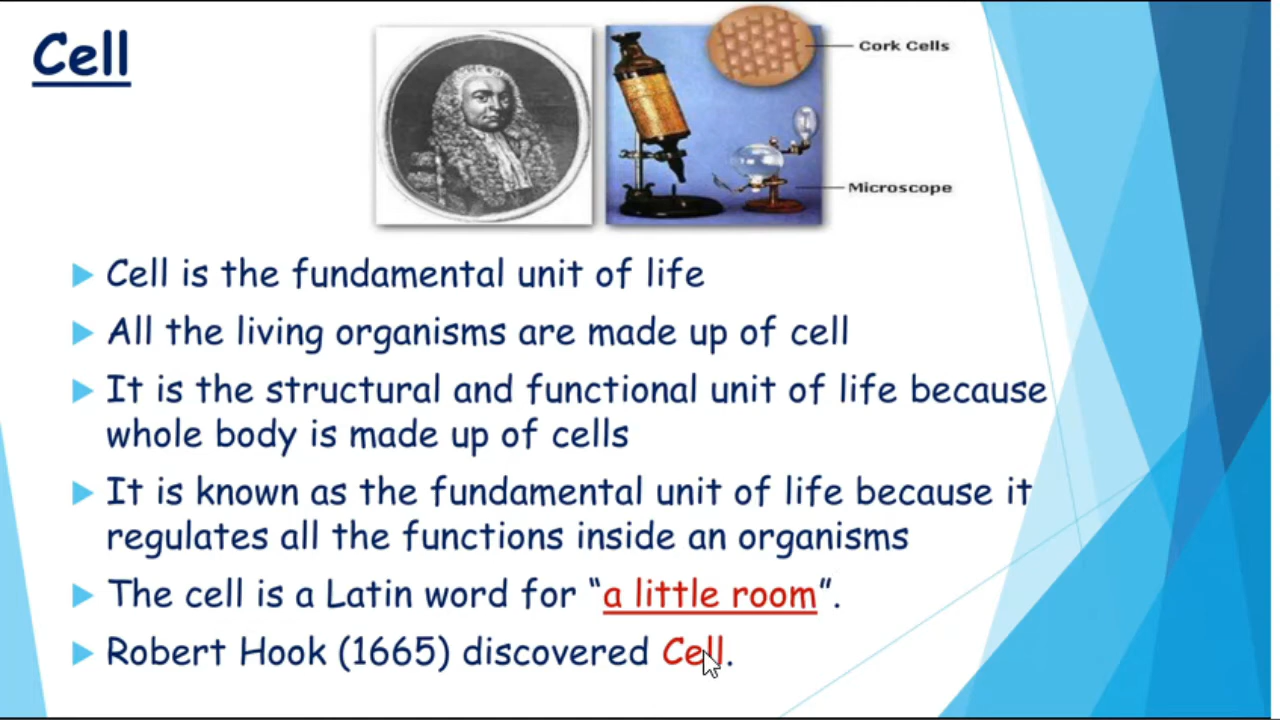 Cell
Cork Cells
Microscope
Cell is the fundamental unit of life
All the living organisms are made up of cell
It is the structural and functional unit of life because
whole body is made up of cells
It is known as the fundamental unit of life because it
regulates all the functions inside an organisms
The cell is a Latin word for “a little room”.
Robert Hook (1665) discovered Cell.